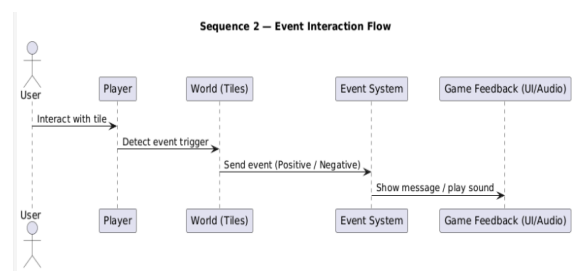 Sequence 2 — Event Interaction Flow
User
Player
World (Tiles)
Event System
Game Feedback (UI/Audio)
Interact with tile
Detect event trigger
Send event (Positive / Negative)
Show message / play sound
User
Player
World (Tiles)
Event System
Game Feedback (UI/Audio)